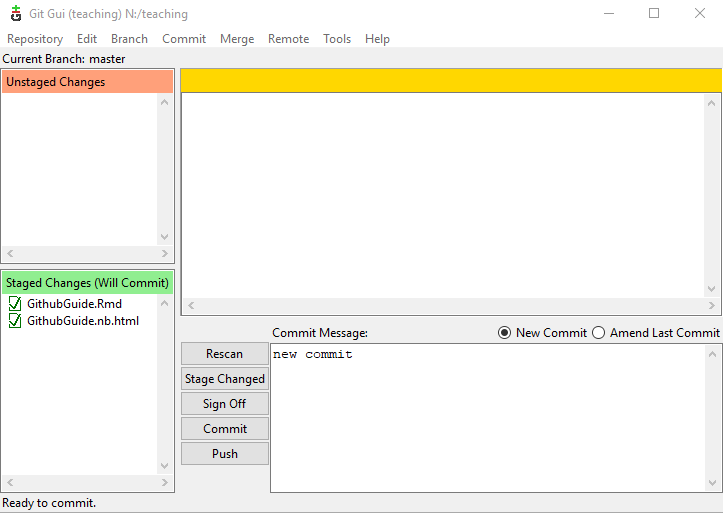 Git Gui (teaching) N:/teaching
Repository Edit Branch Commit Merge Remote Tools Help
Current Branch: master
Unstaged Changes
Staged Changes (Will Commit)
GithubGuide.Rmd
GithubGuide.nb.html
Commit Message: New Commit Amend Last Commit
Rescan
Stage Changed
Sign Off
Commit
Push
new commit
Ready to commit.